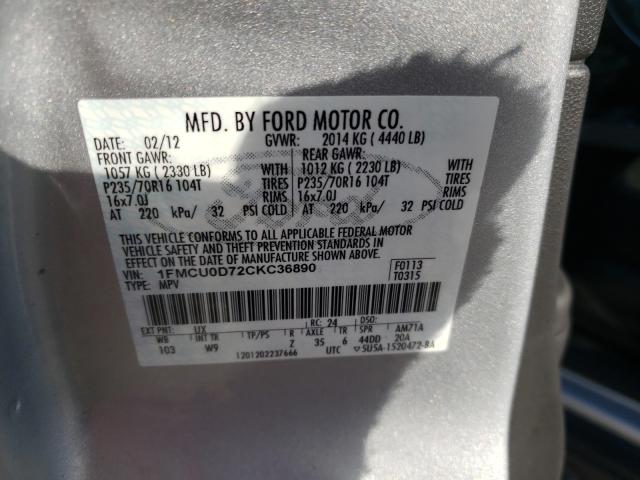 MFD. BY FORD MOTOR CO.
DATE: 02/12 GVWR: 2014 KG (4440 LB)
FRONT GAWR: REAR GAWR:
1057 KG (2330 LB) WITH 1012 KG (2230 LB) WITH
P235/70R16 104T TIRES P235/70R16 104T TIRES
16x7.0J RIMS 16x7.0J RIMS
AT 220 kPa/ 32 PSI COLD AT 220 kPa/ 32 PSI COLD
THIS VEHICLE CONFORMS TO ALL APPLICABLE FEDERAL MOTOR
VEHICLE SAFETY AND THEFT PREVENTION STANDARDS IN
EFFECT ON THE DATE OF MANUFACTURE SHOWN ABOVE.
VIN: 1FMCU0D72CKC36890 F0113
TYPE: MPV T0315
EXT PNT: UX RC: 24 DSO:
WB INT TR TP/PS R AXLE TR SPR AM71A
103 W9 Z 35 6 44DD 20A
1201202237666 UTC ▽5U5A-1520472-BA